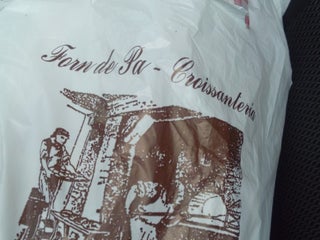 Forn de Pa - Croissanteria